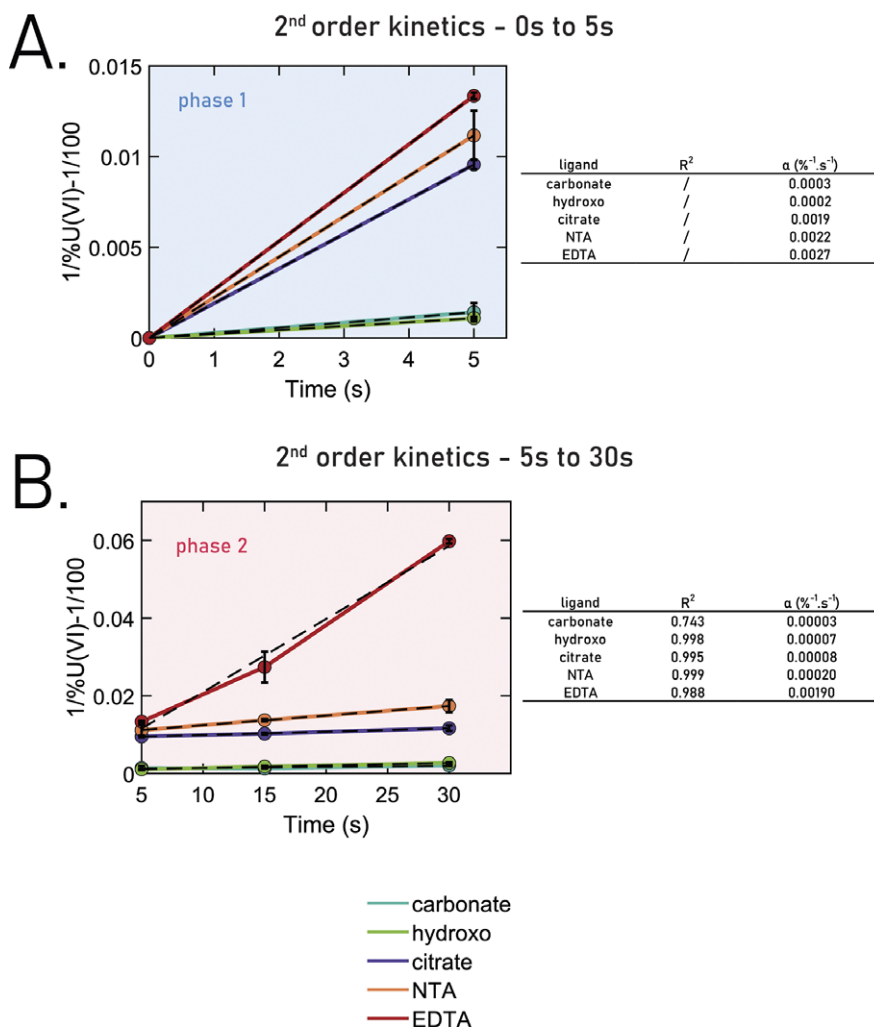 A.
2nd order kinetics - 0s to 5s
phase 1
1/%U(VI)-1/100
0.015
0.01
0.005
0
0 1 2 3 4 5
Time (s)
ligand R2 α (%-1.s-1)
carbonate / 0.0003
hydroxo / 0.0002
citrate / 0.0019
NTA / 0.0022
EDTA / 0.0027
B.
2nd order kinetics - 5s to 30s
phase 2
1/%U(VI)-1/100
0.06
0.04
0.02
0
5 10 15 20 25 30
Time (s)
ligand R2 α (%-1.s-1)
carbonate 0.743 0.00003
hydroxo 0.998 0.00007
citrate 0.995 0.00008
NTA 0.999 0.00020
EDTA 0.988 0.00190
carbonate
hydroxo
citrate
NTA
EDTA